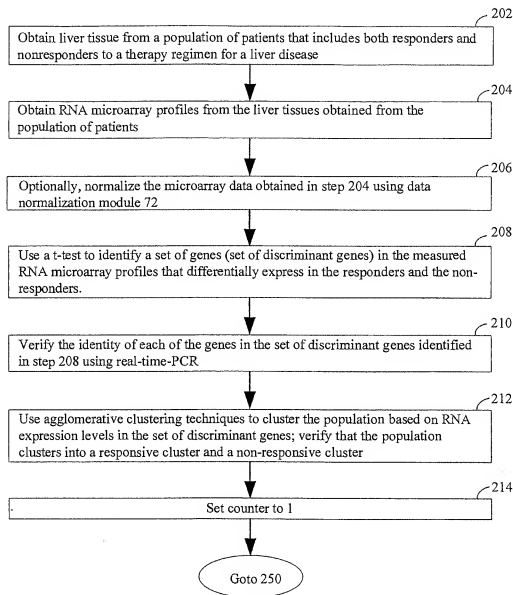 202
Obtain liver tissue from a population of patients that includes both responders and
nonresponders to a therapy regimen for a liver disease
204
Obtain RNA microarray profiles from the liver tissues obtained from the
population of patients
206
Optionally, normalize the microarray data obtained in step 204 using data
normalization module 72
208
Use a t-test to identify a set of genes (set of discriminant genes) in the measured
RNA microarray profiles that differentially express in the responders and the non-
responders.
210
Verify the identity of each of the genes in the set of discriminant genes identified
in step 208 using real-time-PCR
212
Use agglomerative clustering techniques to cluster the population based on RNA
expression levels in the set of discriminant genes; verify that the population
clusters into a responsive cluster and a non-responsive cluster
214
Set counter to 1
Goto 250